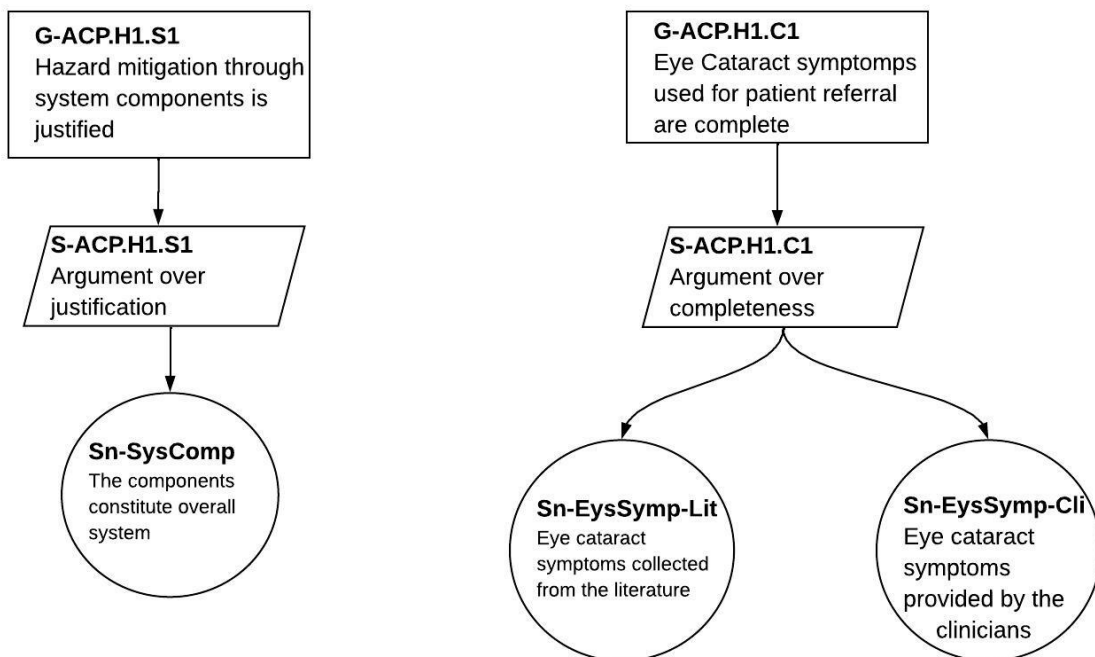 G-ACP.H1.S1
Hazard mitigation through
system components is
justified
S-ACP.H1.S1
Argument over
justification
Sn-SysComp
The components
constitute overall
system
G-ACP.H1.C1
Eye Cataract symptomps
used for patient referral
are complete
S-ACP.H1.C1
Argument over
completeness
Sn-EysSymp-Lit
Eye cataract
symptoms collected
from the literature
Sn-EysSymp-Cli
Eye cataract
symptoms
provided by the
clinicians